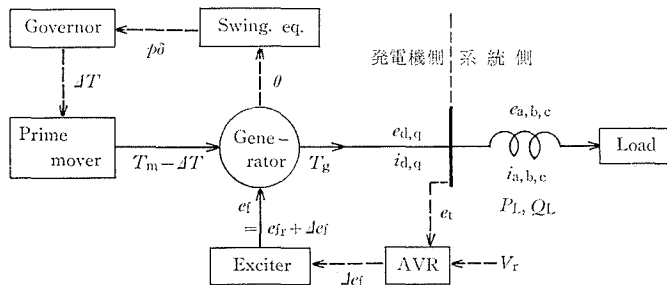 Governor
Swing. eq.
pδ
発電機側
系統側
ΔT
θ
Prime
mover
Tm−ΔT
Gene-
rator
Tg
ed,q
id,q
ea,b,c
ia,b,c
Load
PL, QL
ef
= efr+Δef
et
Exciter
Δef
AVR
Vr